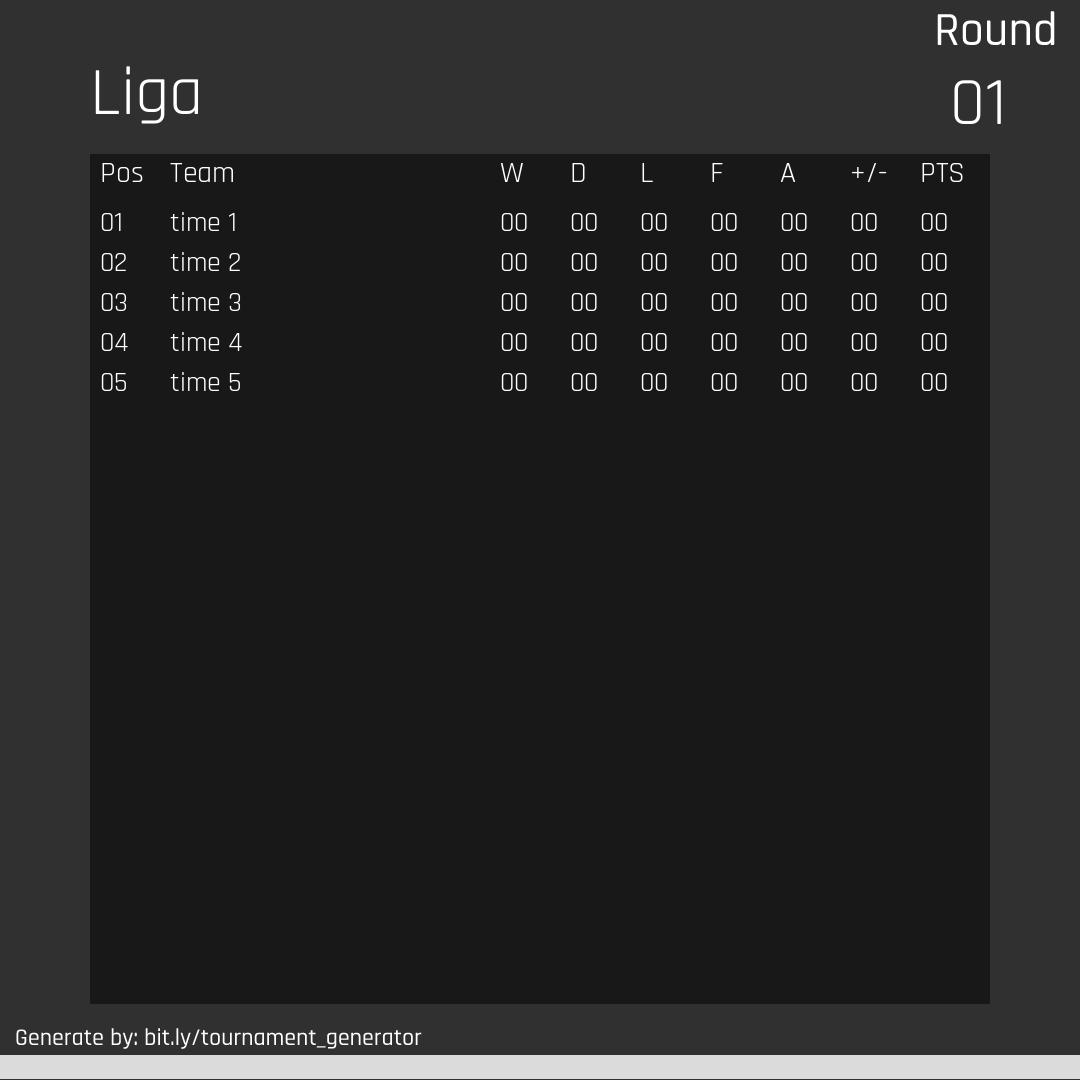 Round
Liga
01
Pos Team W D L F A +/- PTS
01 time 1 00 00 00 00 00 00 00
02 time 2 00 00 00 00 00 00 00
03 time 3 00 00 00 00 00 00 00
04 time 4 00 00 00 00 00 00 00
05 time 5 00 00 00 00 00 00 00
Generate by: bit.ly/tournament_generator